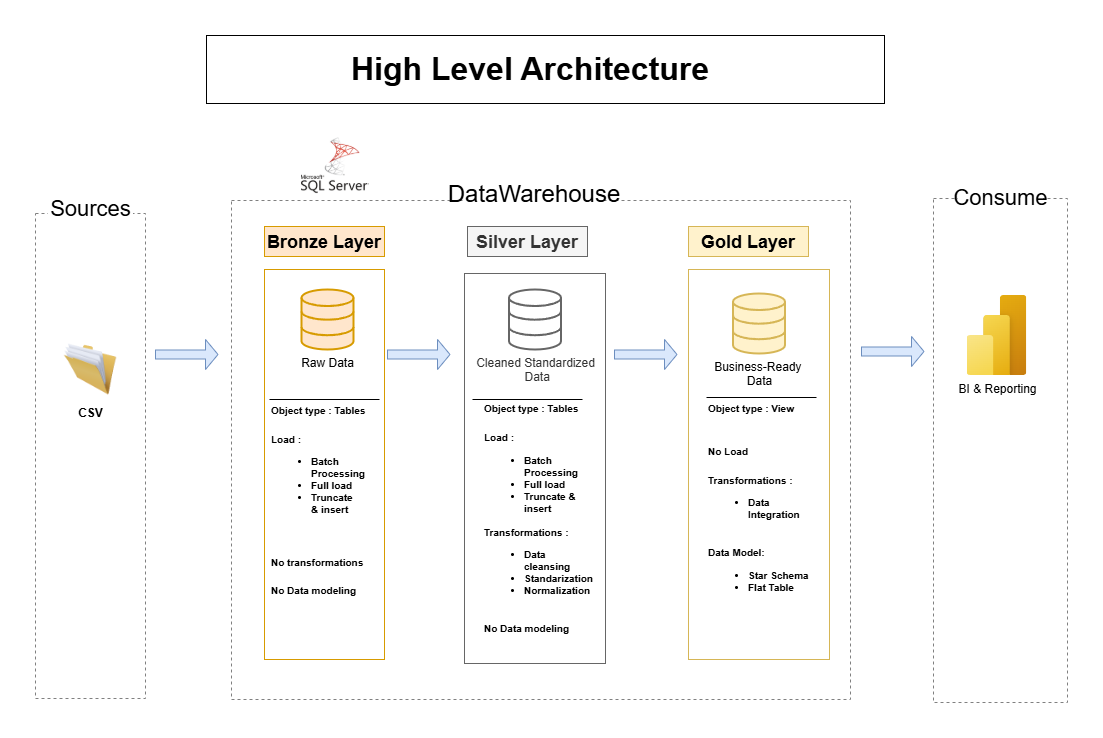 High Level Architecture
Microsoft
SQL Server
DataWarehouse
Sources
CSV
Bronze Layer
Raw Data
Object type : Tables
Load :
• Batch
Processing
• Full load
• Truncate
& insert
No transformations
No Data modeling
Silver Layer
Cleaned Standardized
Data
Object type : Tables
Load :
• Batch
Processing
• Full load
• Truncate &
insert
Transformations :
• Data
cleansing
• Standarization
• Normalization
No Data modeling
Gold Layer
Business-Ready
Data
Object type : View
No Load
Transformations :
• Data
Integration
Data Model:
• Star Schema
• Flat Table
Consume
BI & Reporting